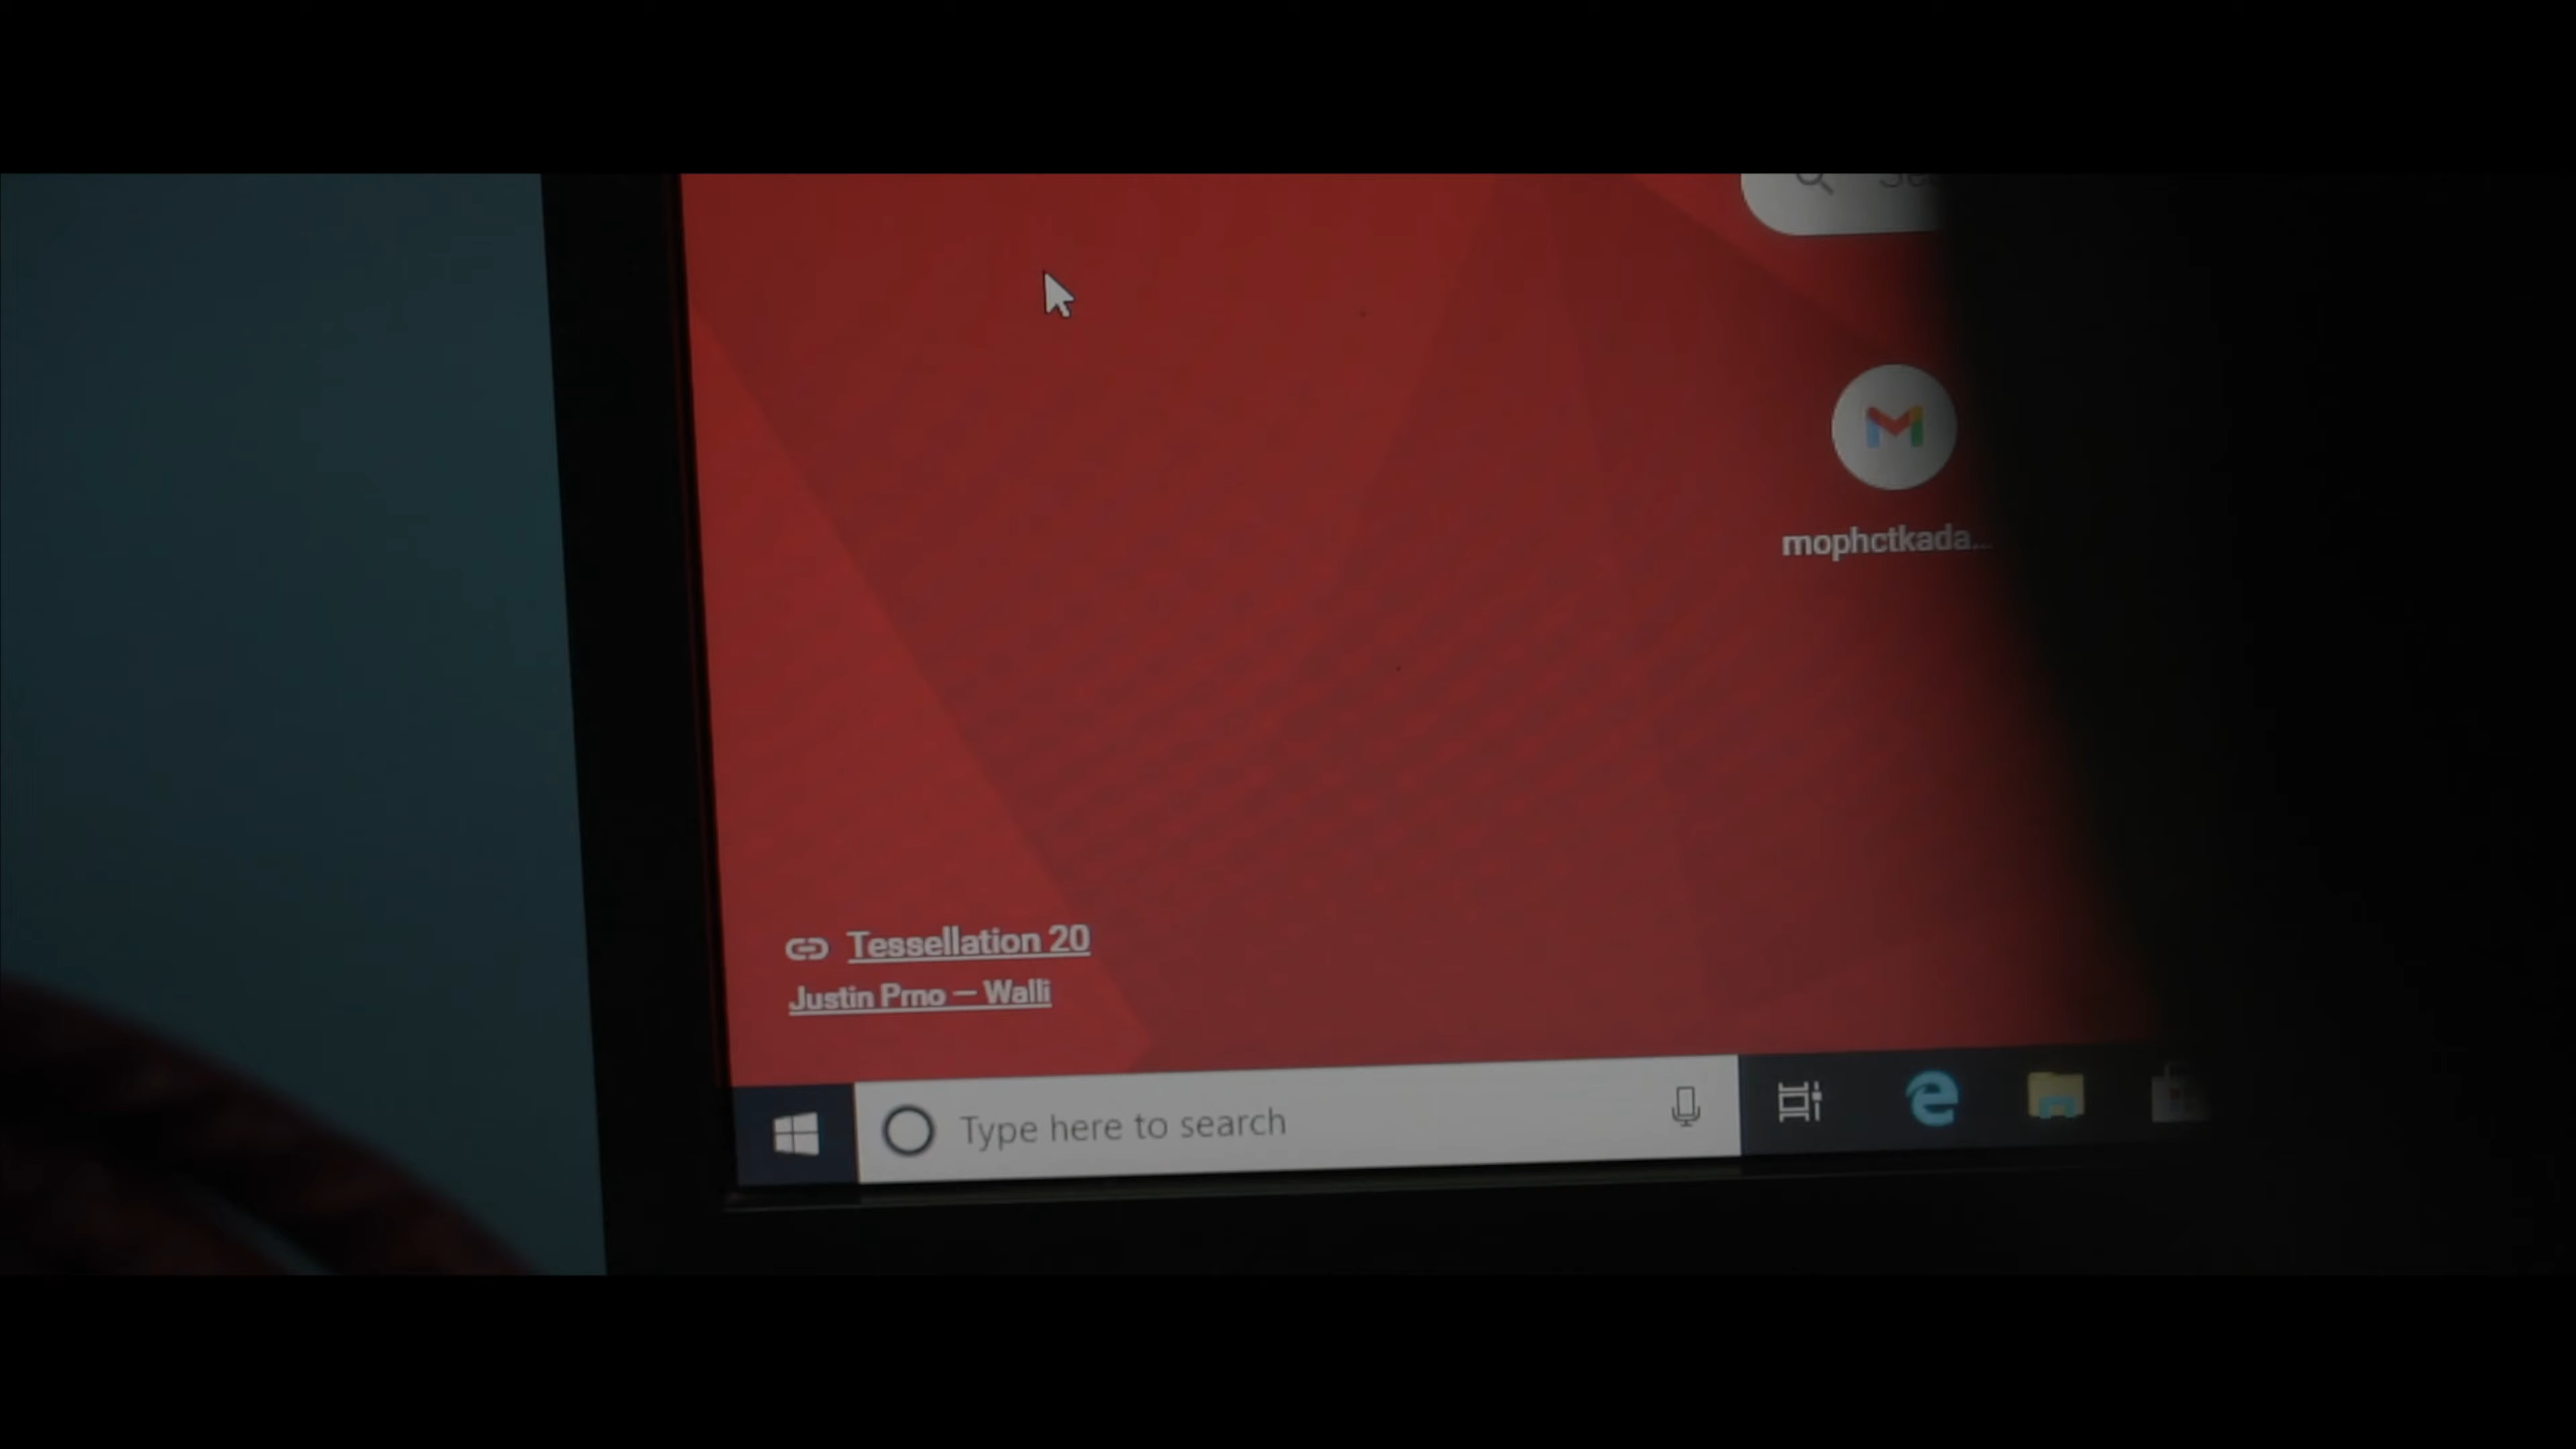 mophctkada...
Tessellation 20
Justin Prno — Walli
Type here to search